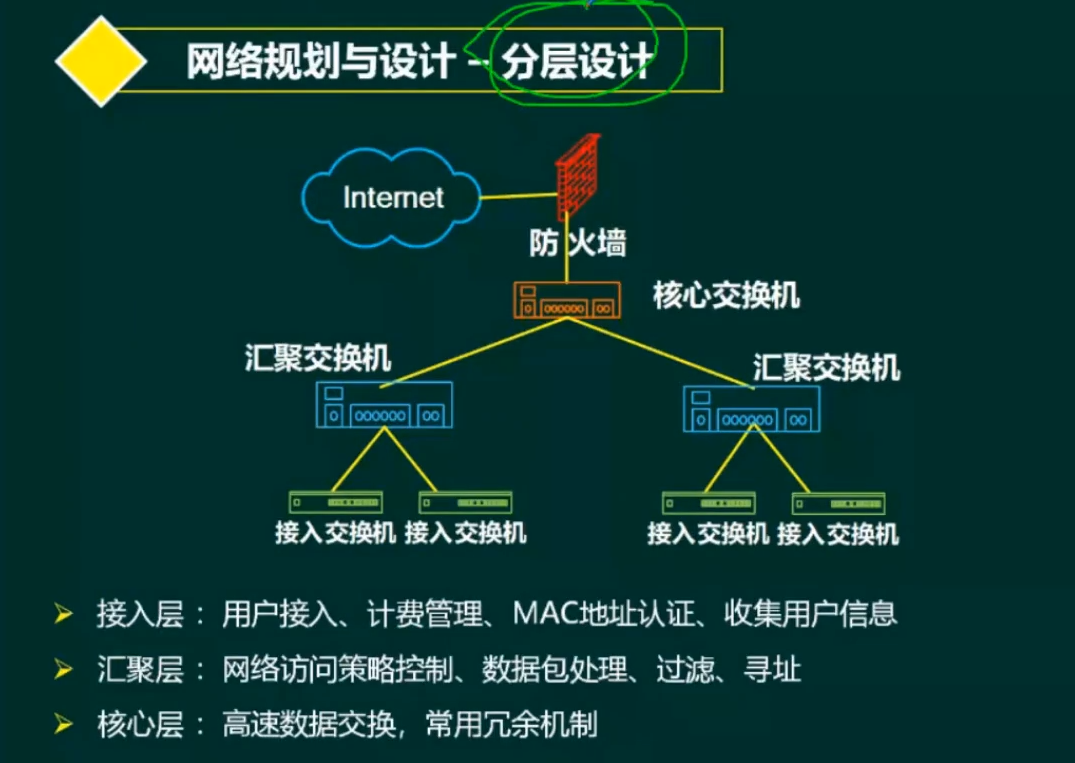 网络规划与设计 - 分层设计
Internet
防火墙
核心交换机
汇聚交换机
汇聚交换机
接入交换机 接入交换机
接入交换机 接入交换机
接入层：用户接入、计费管理、MAC地址认证、收集用户信息
汇聚层：网络访问策略控制、数据包处理、过滤、寻址
核心层：高速数据交换，常用冗余机制